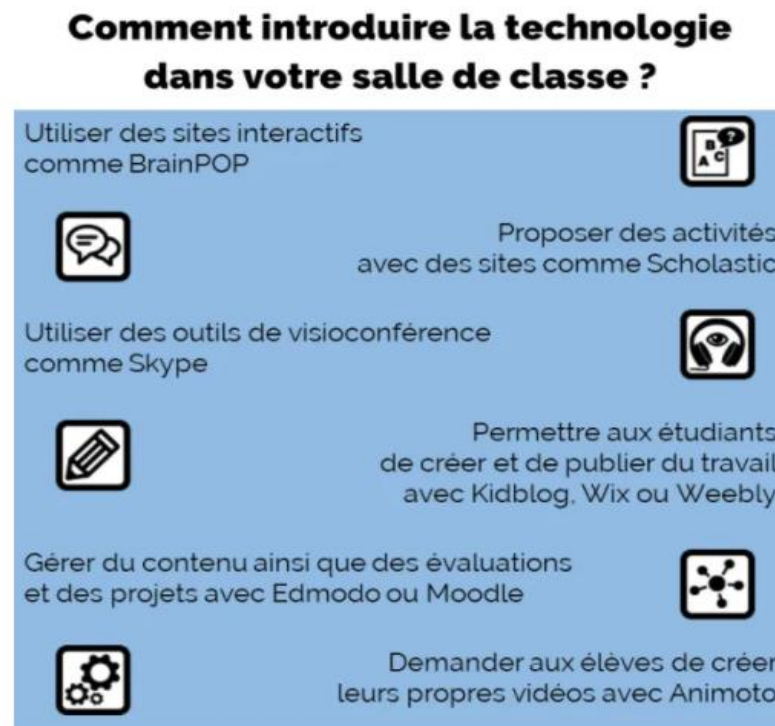 Comment introduire la technologie
dans votre salle de classe ?
Utiliser des sites interactifs
comme BrainPOP
B
A C
?
Proposer des activités
avec des sites comme Scholastic
Utiliser des outils de visioconférence
comme Skype
Permettre aux étudiants
de créer et de publier du travail
avec Kidblog, Wix ou Weebly
Gérer du contenu ainsi que des évaluations
et des projets avec Edmodo ou Moodle
Demander aux élèves de créer
leurs propres vidéos avec Animoto